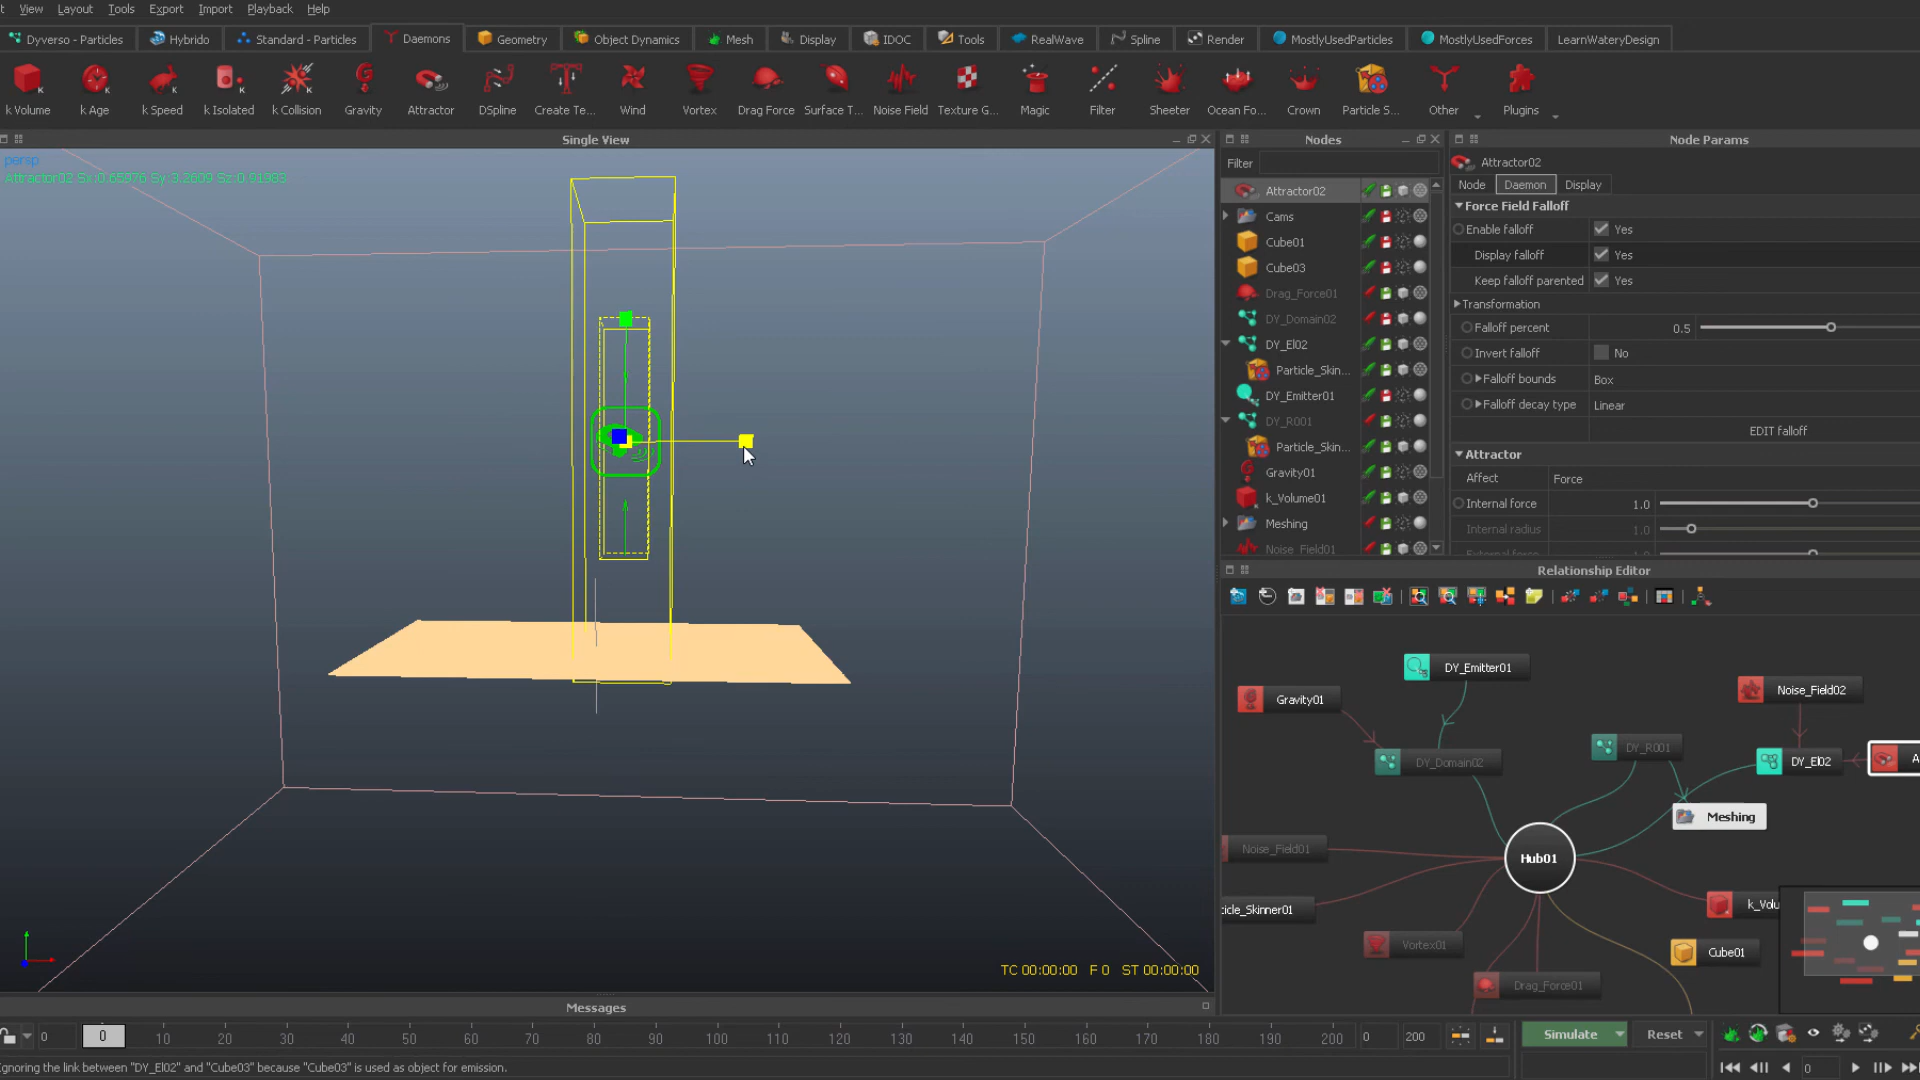 View Layout Tools Export Import Playback Help
Dyverso - Particles Hybrido Standard - Particles Daemons Geometry Object Dynamics Mesh Display IDOC Tools RealWave Spline Render MostlyUsedParticles MostlyUsedForces LearnWateryDesign
k Volume k Age k Speed k Isolated k Collision Gravity Attractor DSpline Create Te... Wind Vortex Drag Force Surface T... Noise Field Texture G... Magic Filter Sheeter Ocean Fo... Crown Particle S... Other Plugins
Single View
persp
Attractor02 Sx:0.65076 Sy:3.2609 Sz:0.01983
TC 00:00:00 F 0 ST 00:00:00
Nodes
Filter
Attractor02
Cams
Cube01
Cube03
Drag_Force01
DY_Domain02
DY_El02
Particle_Skin...
DY_Emitter01
DY_R001
Particle_Skin...
Gravity01
k_Volume01
Meshing
Noise_Field01
Node Params
Attractor02
Node Daemon Display
Force Field Falloff
Enable falloff Yes
Display falloff Yes
Keep falloff parented Yes
Transformation
Falloff percent 0.5
Invert falloff No
Falloff bounds Box
Falloff decay type Linear
EDIT falloff
Attractor
Affect Force
Internal force 1.0
Internal radius 1.0
External force 1.0
Relationship Editor
DY_Emitter01
Gravity01
Noise_Field02
DY_Domain02
DY_R001
DY_El02
A
Meshing
Noise_Field01
Hub01
ticle_Skinner01
k_Volu
Vortex01
Cube01
Drag_Force01
Messages
0 0 10 20 30 40 50 60 70 80 90 100 110 120 130 140 150 160 170 180 190 200 0 200 Simulate Reset
Ignoring the link between "DY_El02" and "Cube03" because "Cube03" is used as object for emission.
0